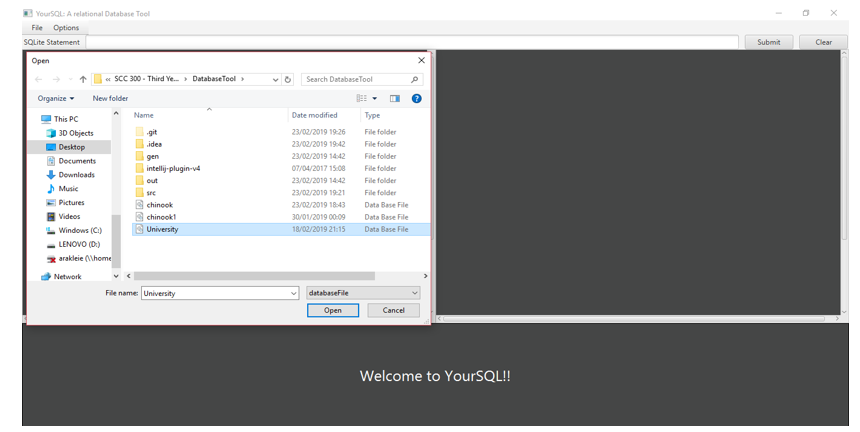 YourSQL: A relational Database Tool
File Options
SQLite Statement Submit Clear
Open
« SCC 300 - Third Ye... > DatabaseTool > Search DatabaseTool
Organize New folder
Name Date modified Type
This PC
3D Objects
Desktop
Documents
Downloads
Music
Pictures
Videos
Windows (C:)
LENOVO (D:)
arakleie (\\home
Network
.git 23/02/2019 19:26 File folder
.idea 23/02/2019 19:42 File folder
gen 23/02/2019 14:42 File folder
intellij-plugin-v4 07/04/2017 15:08 File folder
out 23/02/2019 14:42 File folder
src 23/02/2019 19:21 File folder
chinook 23/02/2019 18:43 Data Base File
chinook1 30/01/2019 00:09 Data Base File
University 18/02/2019 21:15 Data Base File
File name: University databaseFile
Open Cancel
Welcome to YourSQL!!